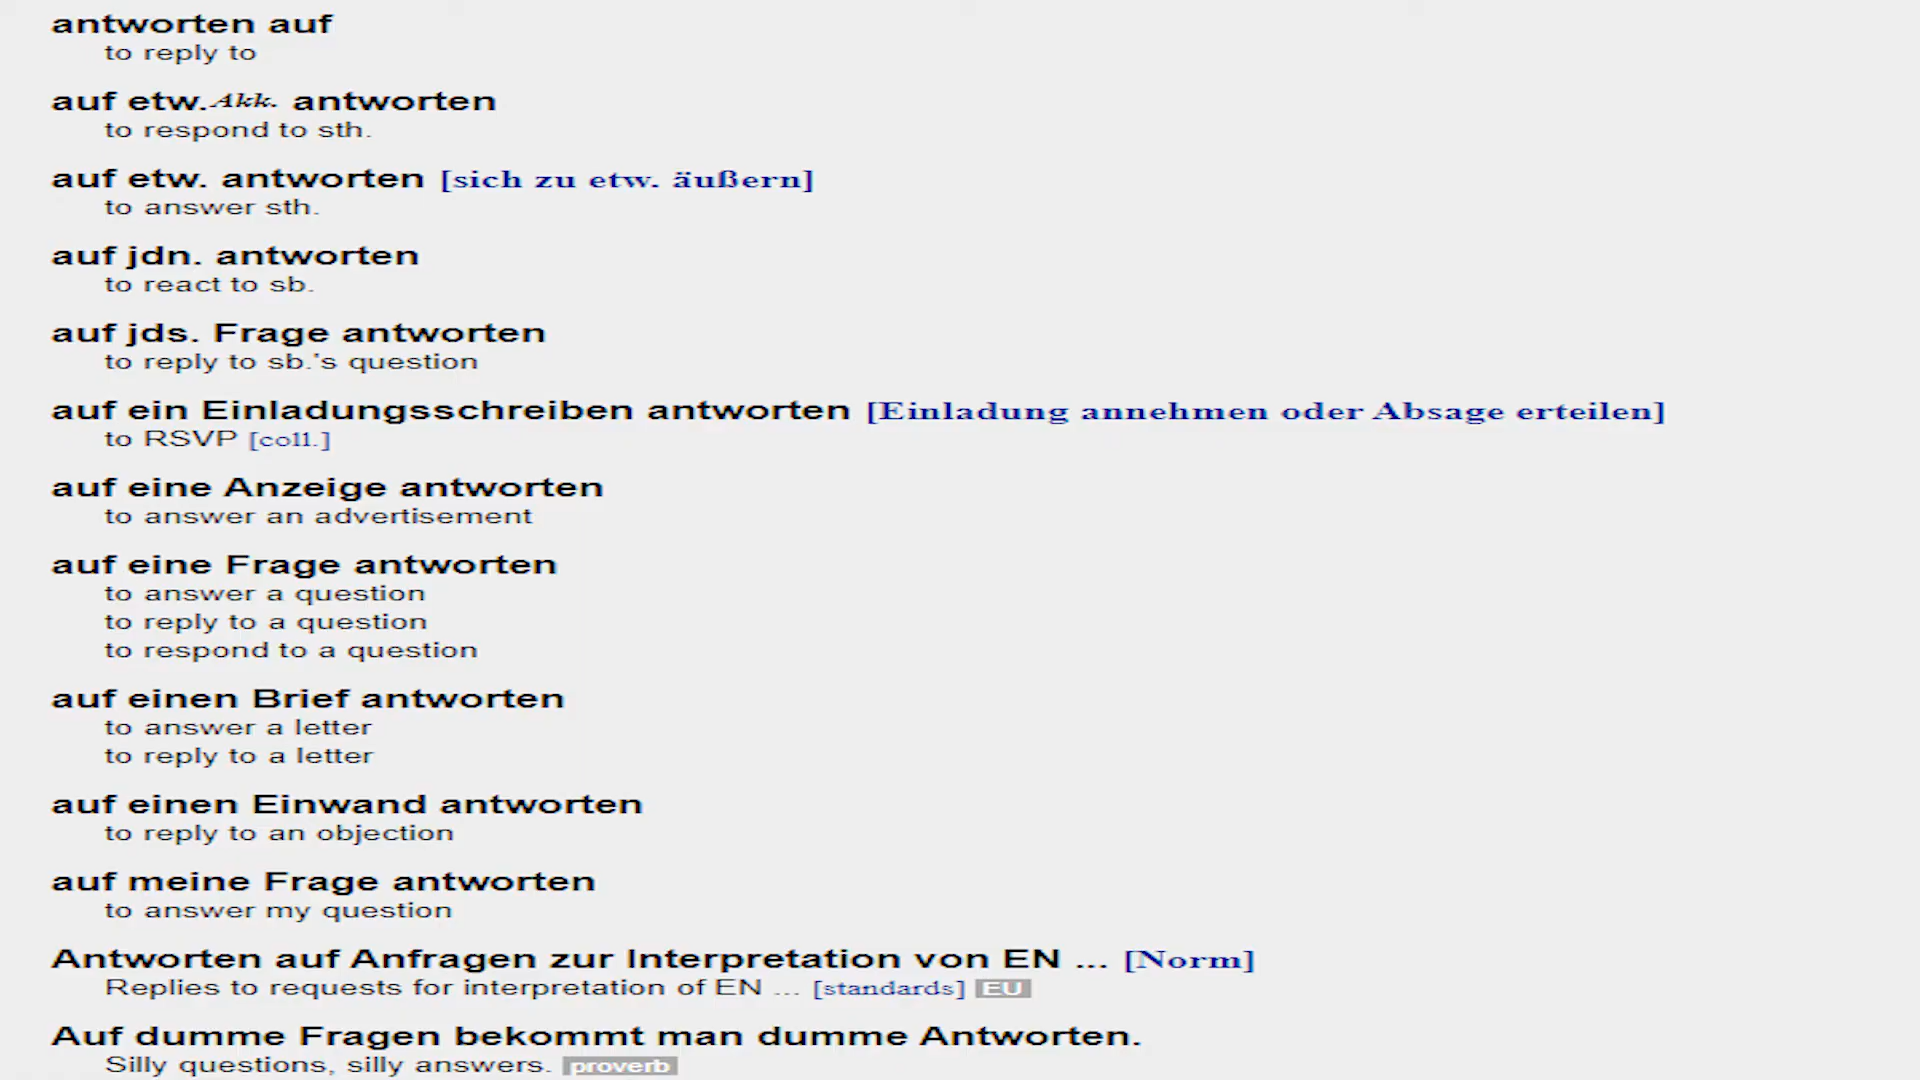 antworten auf
to reply to
auf etw.Akk. antworten
to respond to sth.
auf etw. antworten [sich zu etw. äußern]
to answer sth.
auf jdn. antworten
to react to sb.
auf jds. Frage antworten
to reply to sb.'s question
auf ein Einladungsschreiben antworten [Einladung annehmen oder Absage erteilen]
to RSVP [coll.]
auf eine Anzeige antworten
to answer an advertisement
auf eine Frage antworten
to answer a question
to reply to a question
to respond to a question
auf einen Brief antworten
to answer a letter
to reply to a letter
auf einen Einwand antworten
to reply to an objection
auf meine Frage antworten
to answer my question
Antworten auf Anfragen zur Interpretation von EN ... [Norm]
Replies to requests for interpretation of EN ... [standards] EU
Auf dumme Fragen bekommt man dumme Antworten.
Silly questions, silly answers. proverb